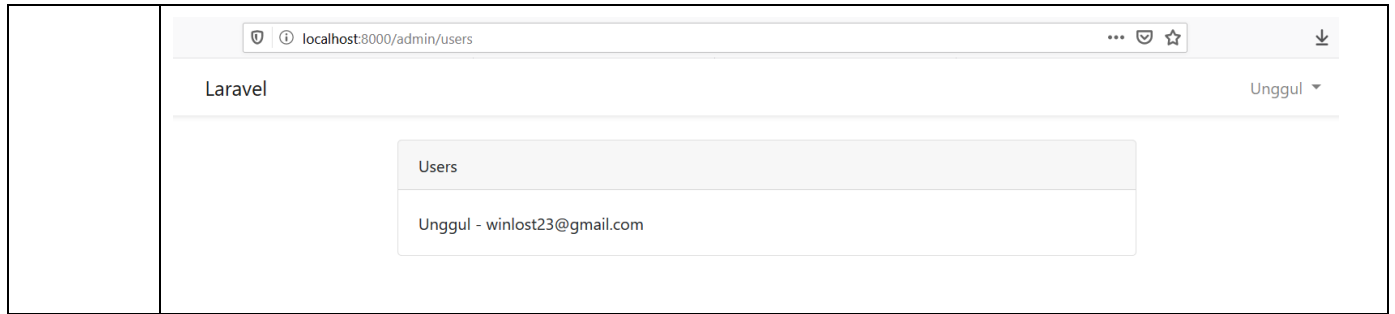 localhost:8000/admin/users
Laravel
Unggul
Users
Unggul - winlost23@gmail.com